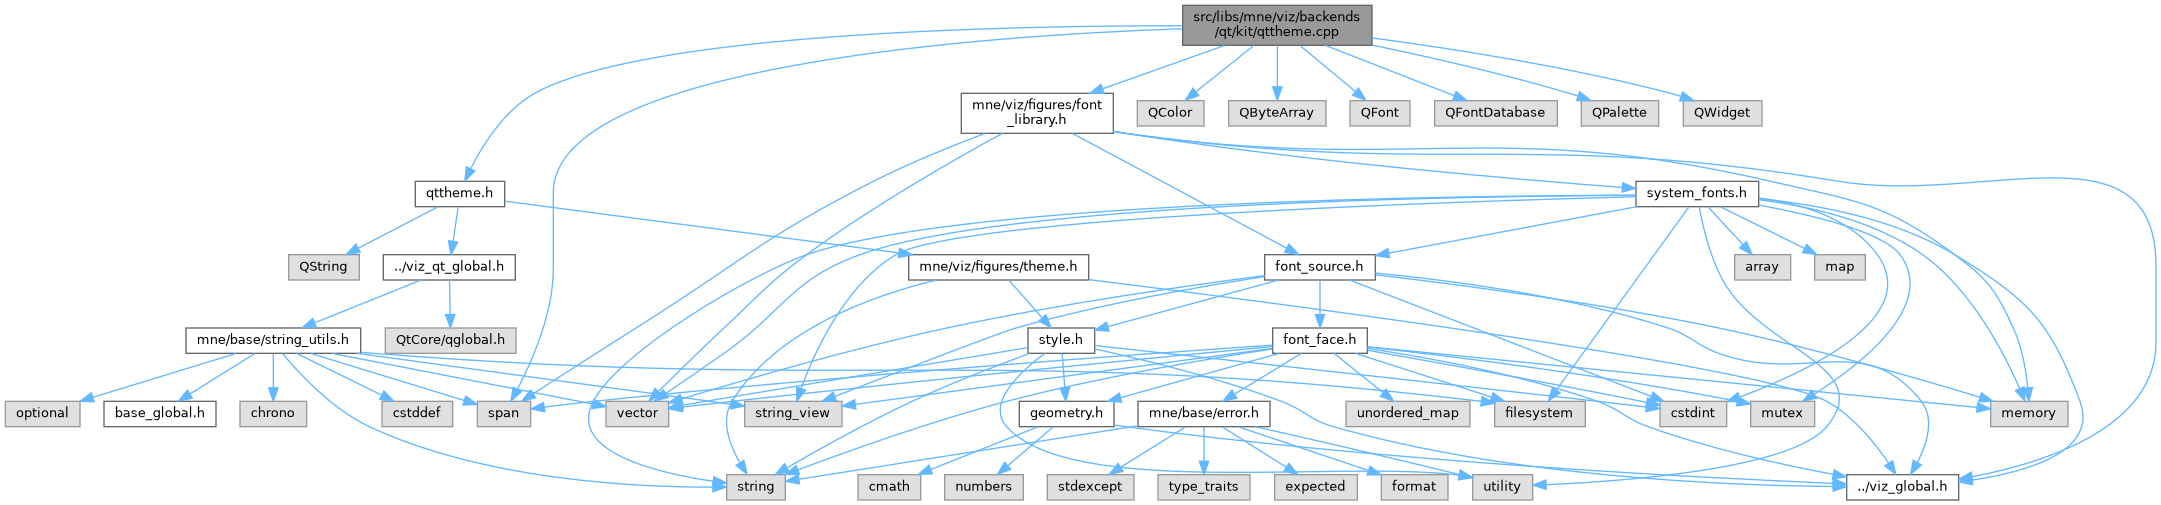 src/libs/mne/viz/backends
/qt/kit/qttheme.cpp
mne/viz/figures/font
_library.h
QColor
QByteArray
QFont
QFontDatabase
QPalette
QWidget
qttheme.h
system_fonts.h
QString
../viz_qt_global.h
mne/viz/figures/theme.h
font_source.h
array
map
mne/base/string_utils.h
QtCore/qglobal.h
style.h
font_face.h
optional
base_global.h
chrono
cstddef
span
vector
string_view
geometry.h
mne/base/error.h
unordered_map
filesystem
cstdint
mutex
memory
string
cmath
numbers
stdexcept
type_traits
expected
format
utility
../viz_global.h